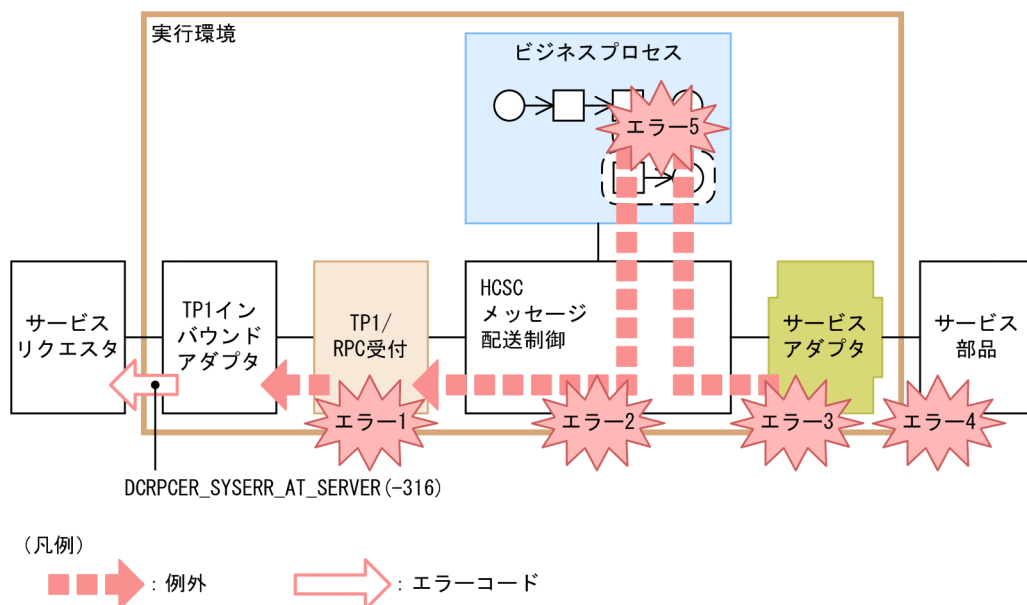 実行環境
ビジネスプロセス
エラー5
サービス
リクエスタ
TP1イン
バウンド
アダプタ
TP1/
RPC受付
HCSC
メッセージ
配送制御
サービス
アダプタ
サービス
部品
エラー1
エラー2
エラー3
エラー4
DCRPCER_SYSERR_AT_SERVER(-316)
(凡例)
: 例外
: エラーコード